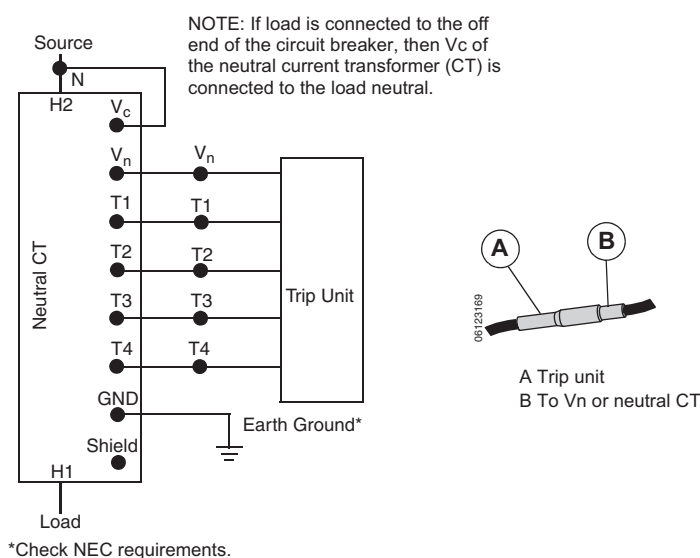 NOTE: If load is connected to the off
end of the circuit breaker, then Vc of
the neutral current transformer (CT) is
connected to the load neutral.
Source
N
H2
Vc
Vn
Vn
T1
T1
T2
T2
T3
T3
T4
T4
GND
Shield
H1
Load
Neutral CT
Trip Unit
Earth Ground*
*Check NEC requirements.
A
B
06123169
A Trip unit
B To Vn or neutral CT